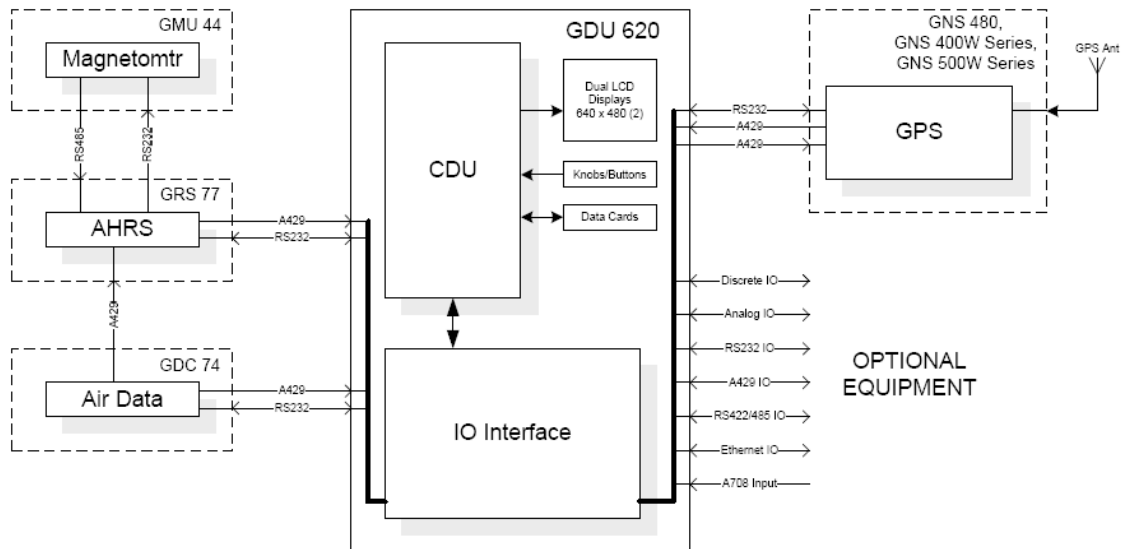 GMU 44
Magnetomtr
RS485
RS232
GRS 77
AHRS
A429
RS232
A429
GDC 74
Air Data
A429
RS232
GDU 620
CDU
Dual LCD
Displays
640 x 480 (2)
Knobs/Buttons
Data Cards
IO Interface
GNS 480,
GNS 400W Series,
GNS 500W Series
GPS Ant
RS232
A429
A429
GPS
Discrete IO
Analog IO
RS232 IO
A429 IO
RS422/485 IO
Ethernet IO
A708 Input
OPTIONAL
EQUIPMENT